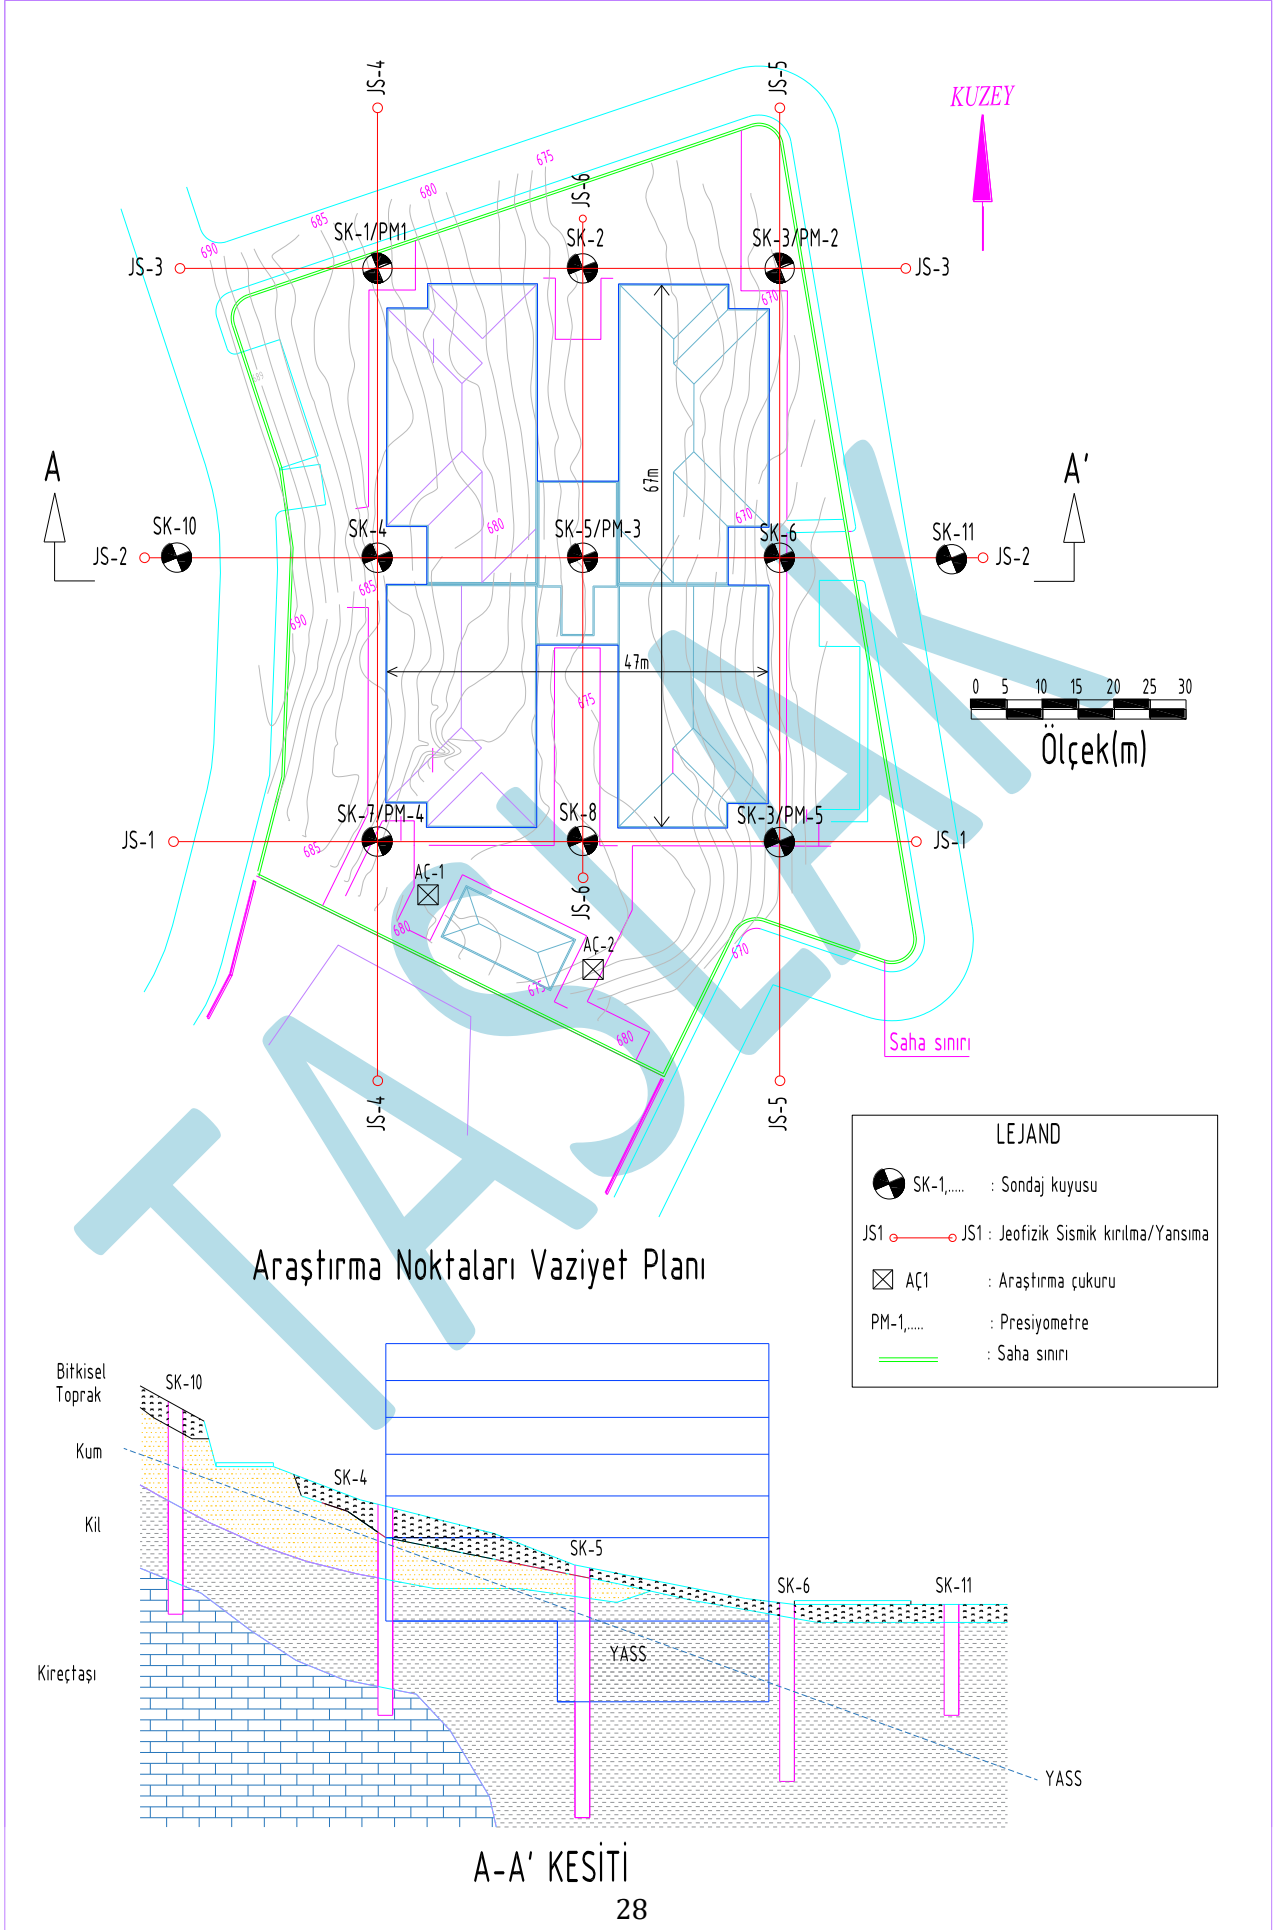 JS-4
JS-5
KUZEY
675
680
JS-6
685
690
SK-1/PM1
SK-2
SK-3/PM-2
JS-3
JS-3
670
689
67m
A
A'
SK-10
SK-4
680
SK-5/PM-3
670
SK-6
SK-11
JS-2
JS-2
685
690
47m
675
0 5 10 15 20 25 30
Ölçek(m)
SK-7/PM-4
SK-8
SK-3/PM-5
JS-1
JS-1
685
AÇ-1
JS-6
680
AÇ-2
670
675
680
Saha sınırı
JS-4
JS-5
TASLAK
LEJAND
SK-1,..... : Sondaj kuyusu
JS1 JS1 : Jeofizik Sismik kırılma/Yansıma
AÇ1 : Araştırma çukuru
PM-1,..... : Presiyometre
: Saha sınırı
Araştırma Noktaları Vaziyet Planı
Bitkisel
Toprak
SK-10
Kum
SK-4
Kil
SK-5
SK-6
SK-11
YASS
Kireçtaşı
YASS
A-A' KESİTİ
28